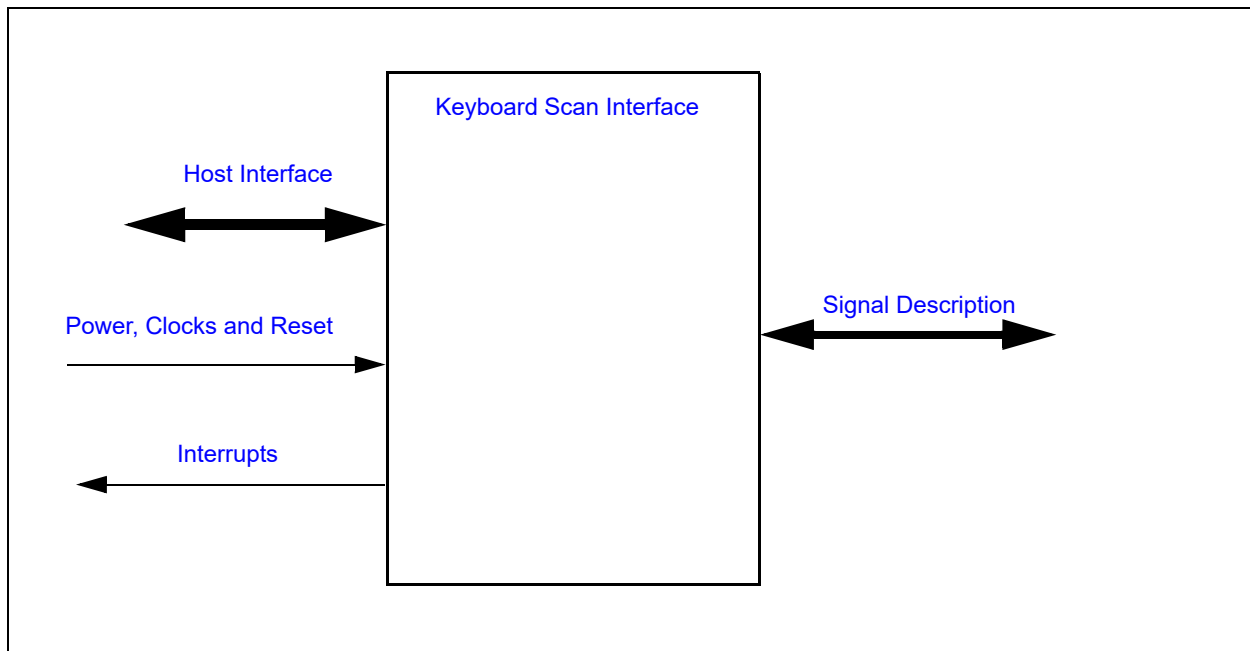 Keyboard Scan Interface
Host Interface
Signal Description
Power, Clocks and Reset
Interrupts